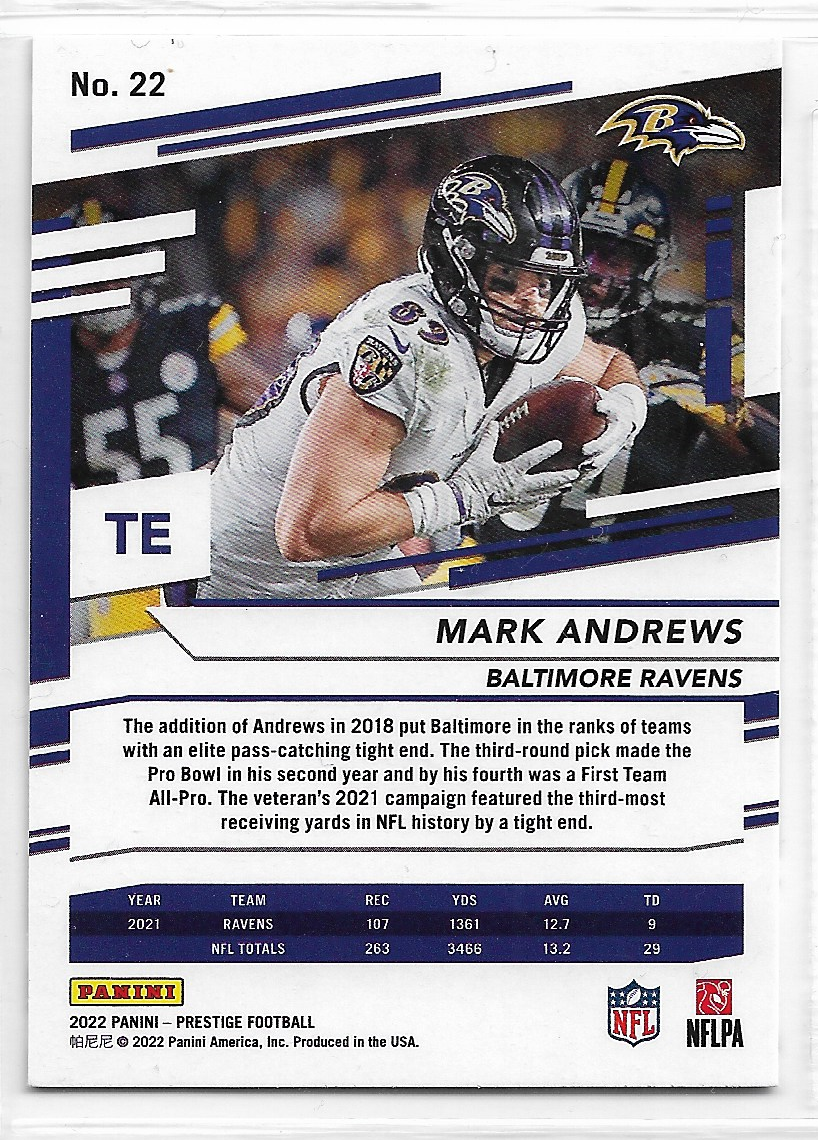 No. 22
B
89
RAVENS
55
TE
MARK ANDREWS
BALTIMORE RAVENS
The addition of Andrews in 2018 put Baltimore in the ranks of teams
with an elite pass-catching tight end. The third-round pick made the
Pro Bowl in his second year and by his fourth was a First Team
All-Pro. The veteran's 2021 campaign featured the third-most
receiving yards in NFL history by a tight end.
YEAR TEAM REC YDS AVG TD
2021 RAVENS 107 1361 12.7 9
NFL TOTALS 263 3466 13.2 29
PANINI
2022 PANINI – PRESTIGE FOOTBALL
帕尼尼 © 2022 Panini America, Inc. Produced in the USA.
NFL
NFLPA